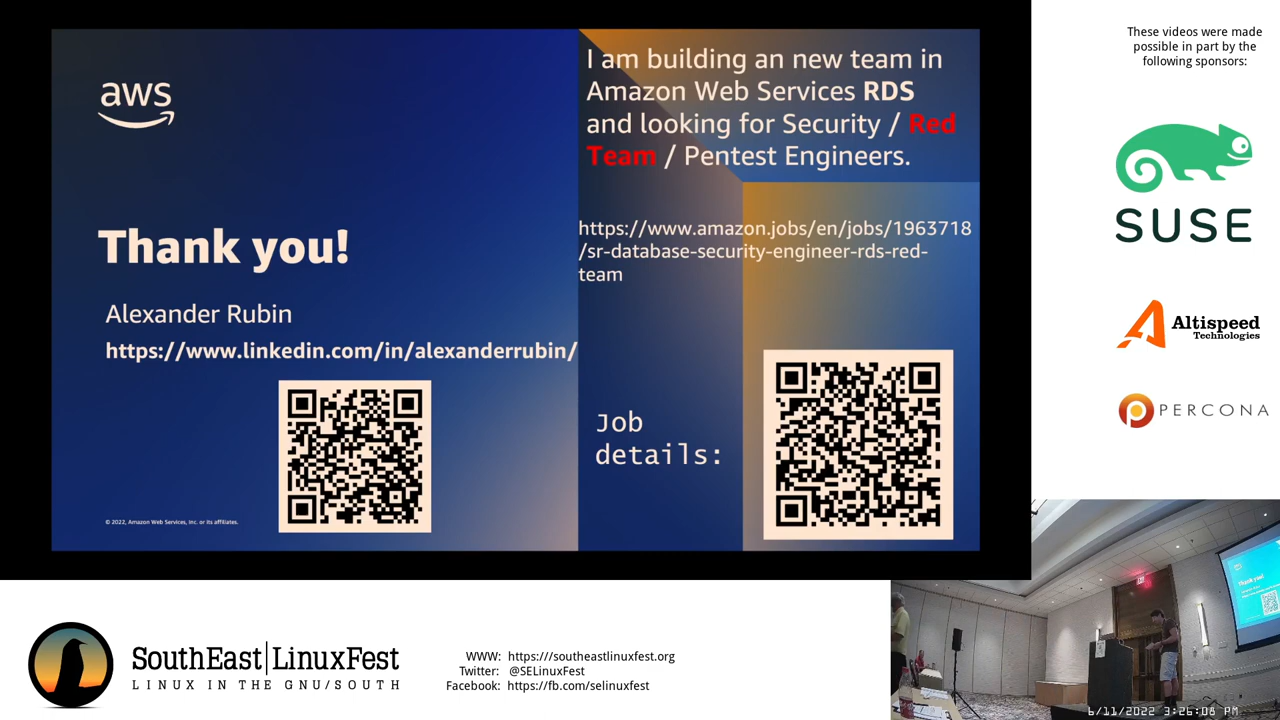 aws
Thank you!
Alexander Rubin
https://www.linkedin.com/in/alexanderrubin/
© 2022, Amazon Web Services, Inc. or its affiliates.
I am building an new team in
Amazon Web Services RDS
and looking for Security / Red
Team / Pentest Engineers.
https://www.amazon.jobs/en/jobs/1963718
/sr-database-security-engineer-rds-red-
team
Job
details:
These videos were made
possible in part by the
following sponsors:
SUSE
Altispeed
Technologies
PERCONA
SouthEast|LinuxFest
LINUX IN THE GNU/SOUTH
WWW: https:///southeastlinuxfest.org
Twitter: @SELinuxFest
Facebook: https://fb.com/selinuxfest
Thank you!
6/11/2022 3:26:08 PM